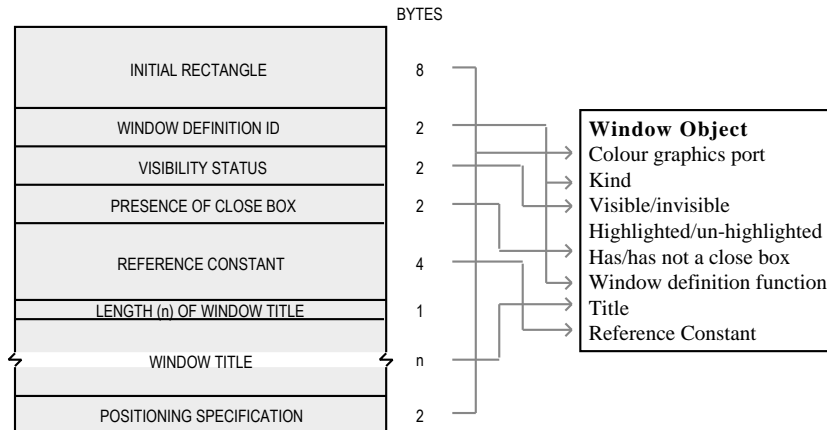 BYTES
INITIAL RECTANGLE 8
WINDOW DEFINITION ID 2
VISIBILITY STATUS 2
PRESENCE OF CLOSE BOX 2
REFERENCE CONSTANT 4
LENGTH (n) OF WINDOW TITLE 1
WINDOW TITLE n
POSITIONING SPECIFICATION 2
Window Object
Colour graphics port
Kind
Visible/invisible
Highlighted/un-highlighted
Has/has not a close box
Window definition function
Title
Reference Constant